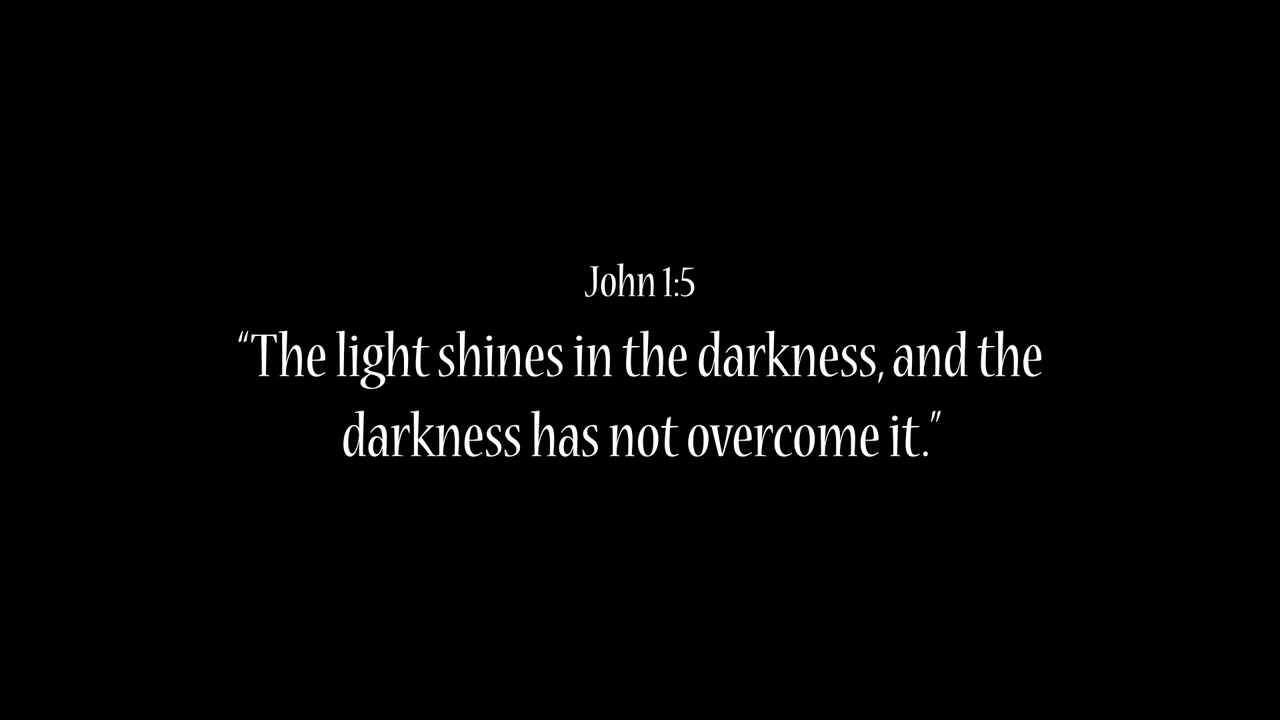 John 1:5
“The light shines in the darkness, and the
darkness has not overcome it.”